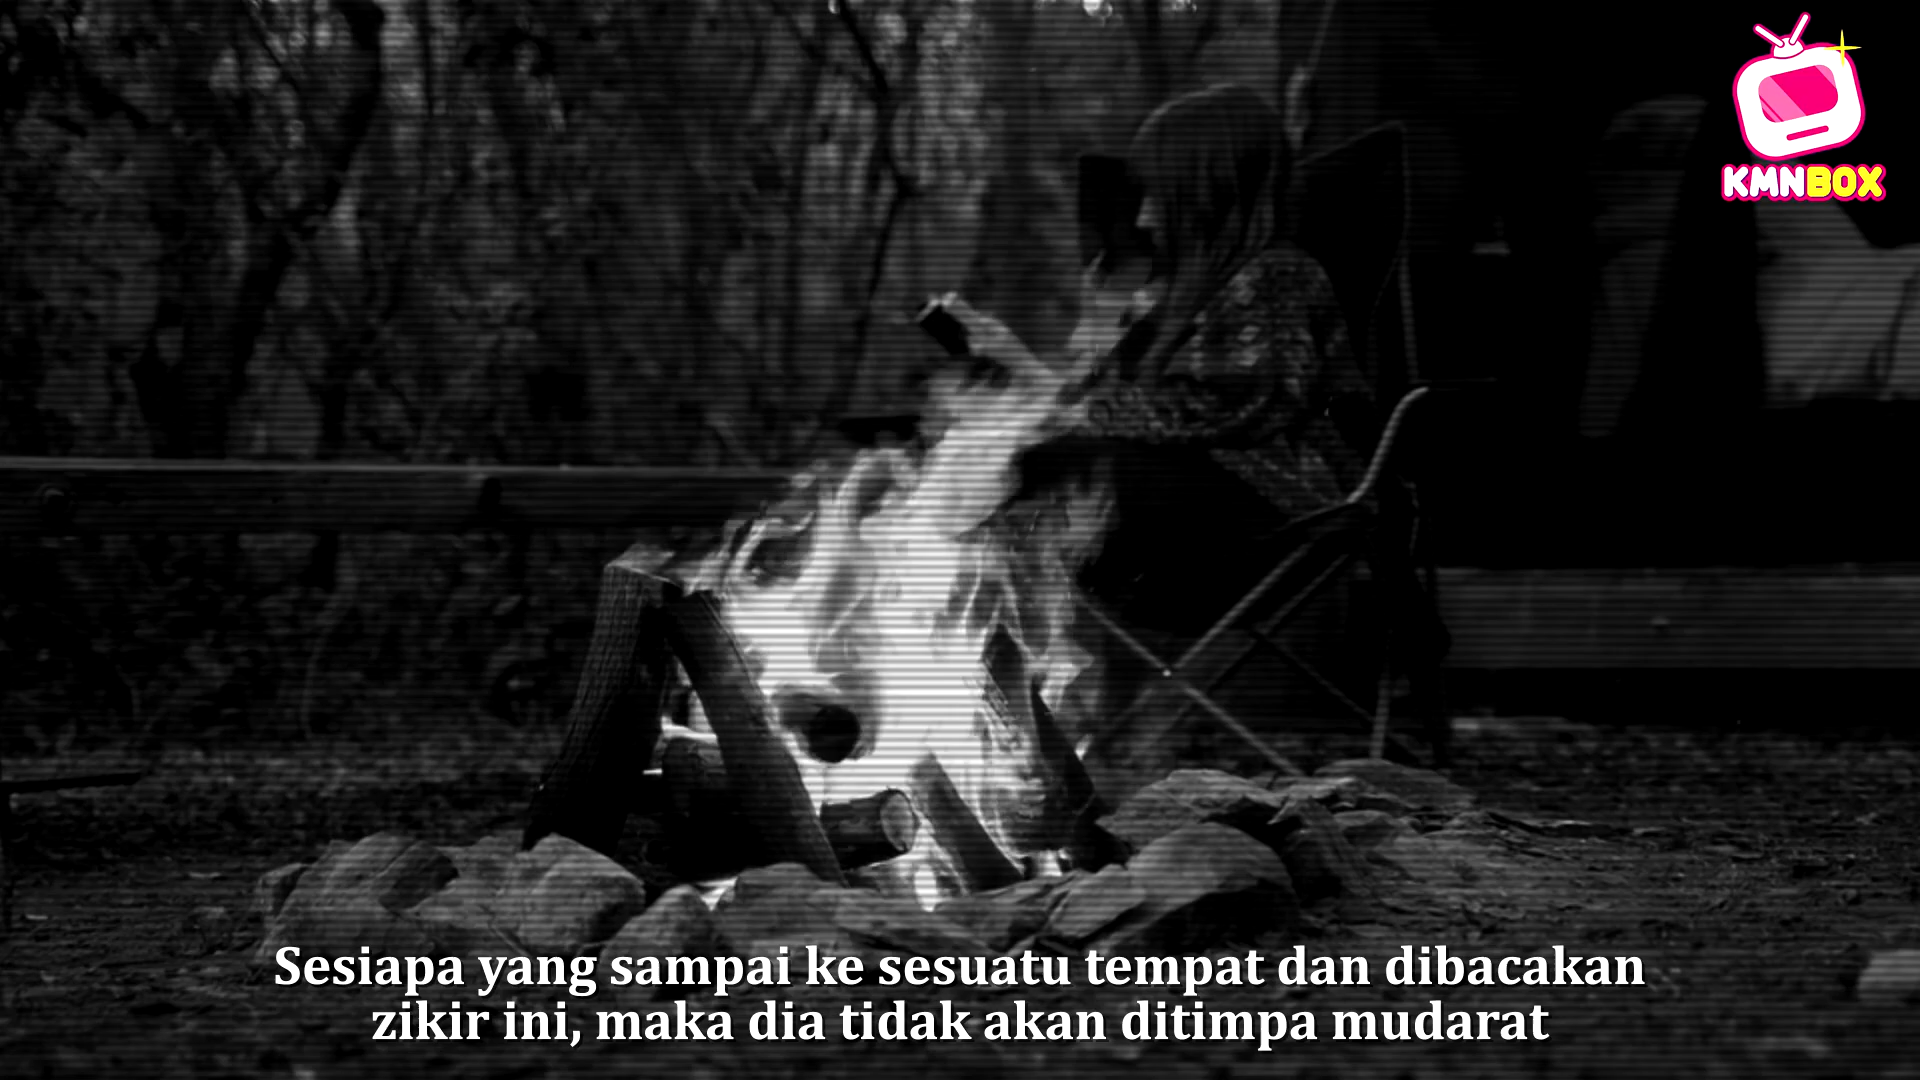 KMNBOX
Sesiapa yang sampai ke sesuatu tempat dan dibacakan
zikir ini, maka dia tidak akan ditimpa mudarat